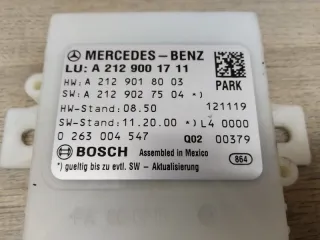 MERCEDES-BENZ
LU: A 212 900 17 11
HW: A 212 901 80 03
SW: A 212 902 75 04 *)
PARK
HW-Stand: 08.50
121119
SW-Stand: 11.20.00 *) L4 0000
0 263 004 547 Q02 00379
BOSCH Assembled in Mexico
864
*) gueltig bis zu evtl. SW - Aktualisierung